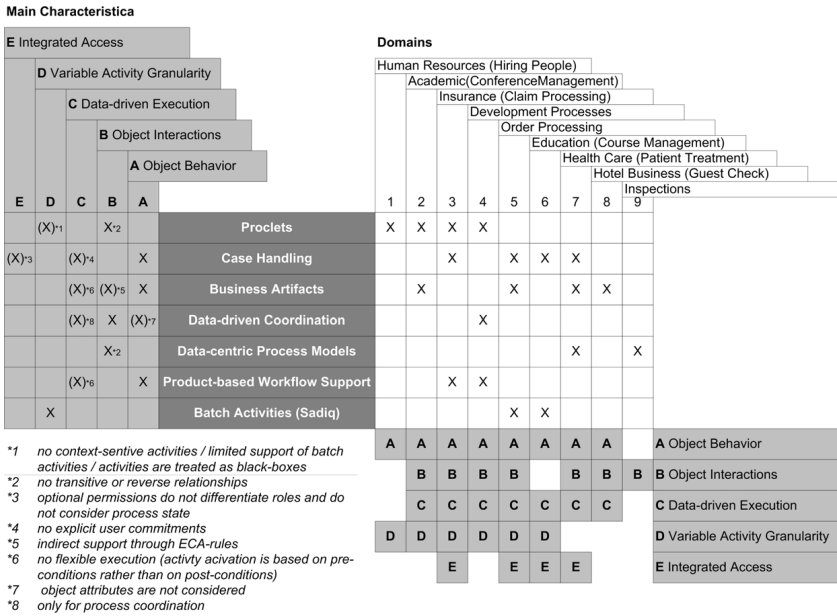 Main Characteristica
E Integrated Access
Domains
Human Resources (Hiring People)
D Variable Activity Granularity
Academic(ConferenceManagement)
Insurance (Claim Processing)
C Data-driven Execution
Development Processes
Order Processing
B Object Interactions
Education (Course Management)
Health Care (Patient Treatment)
A Object Behavior
Hotel Business (Guest Check)
Inspections
E D C B A 1 2 3 4 5 6 7 8 9
(X)*1 X*2 Proclets X X X X
(X)*3 (X)*4 X Case Handling X X X X
(X)*6 (X)*5 X Business Artifacts X X X X
(X)*8 X (X)*7 Data-driven Coordination X
X*2 Data-centric Process Models X X
(X)*6 X Product-based Workflow Support X X
X Batch Activities (Sadiq) X X
A A A A A A A A A Object Behavior
B B B B B B B B Object Interactions
C C C C C C C C Data-driven Execution
D D D D D D D Variable Activity Granularity
E E E E E Integrated Access
*1 no context-sentive activities / limited support of batch
activities / activities are treated as black-boxes
*2 no transitive or reverse relationships
*3 optional permissions do not differentiate roles and do
not consider process state
*4 no explicit user commitments
*5 indirect support through ECA-rules
*6 no flexible execution (activty acivation is based on pre-
conditions rather than on post-conditions)
*7 object attributes are not considered
*8 only for process coordination